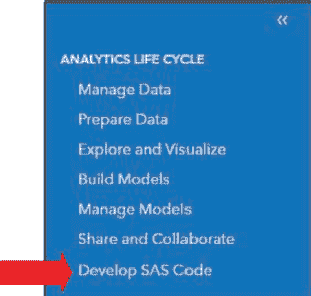 «
ANALYTICS LIFE CYCLE
Manage Data
Prepare Data
Explore and Visualize
Build Models
Manage Models
Share and Collaborate
Develop SAS Code